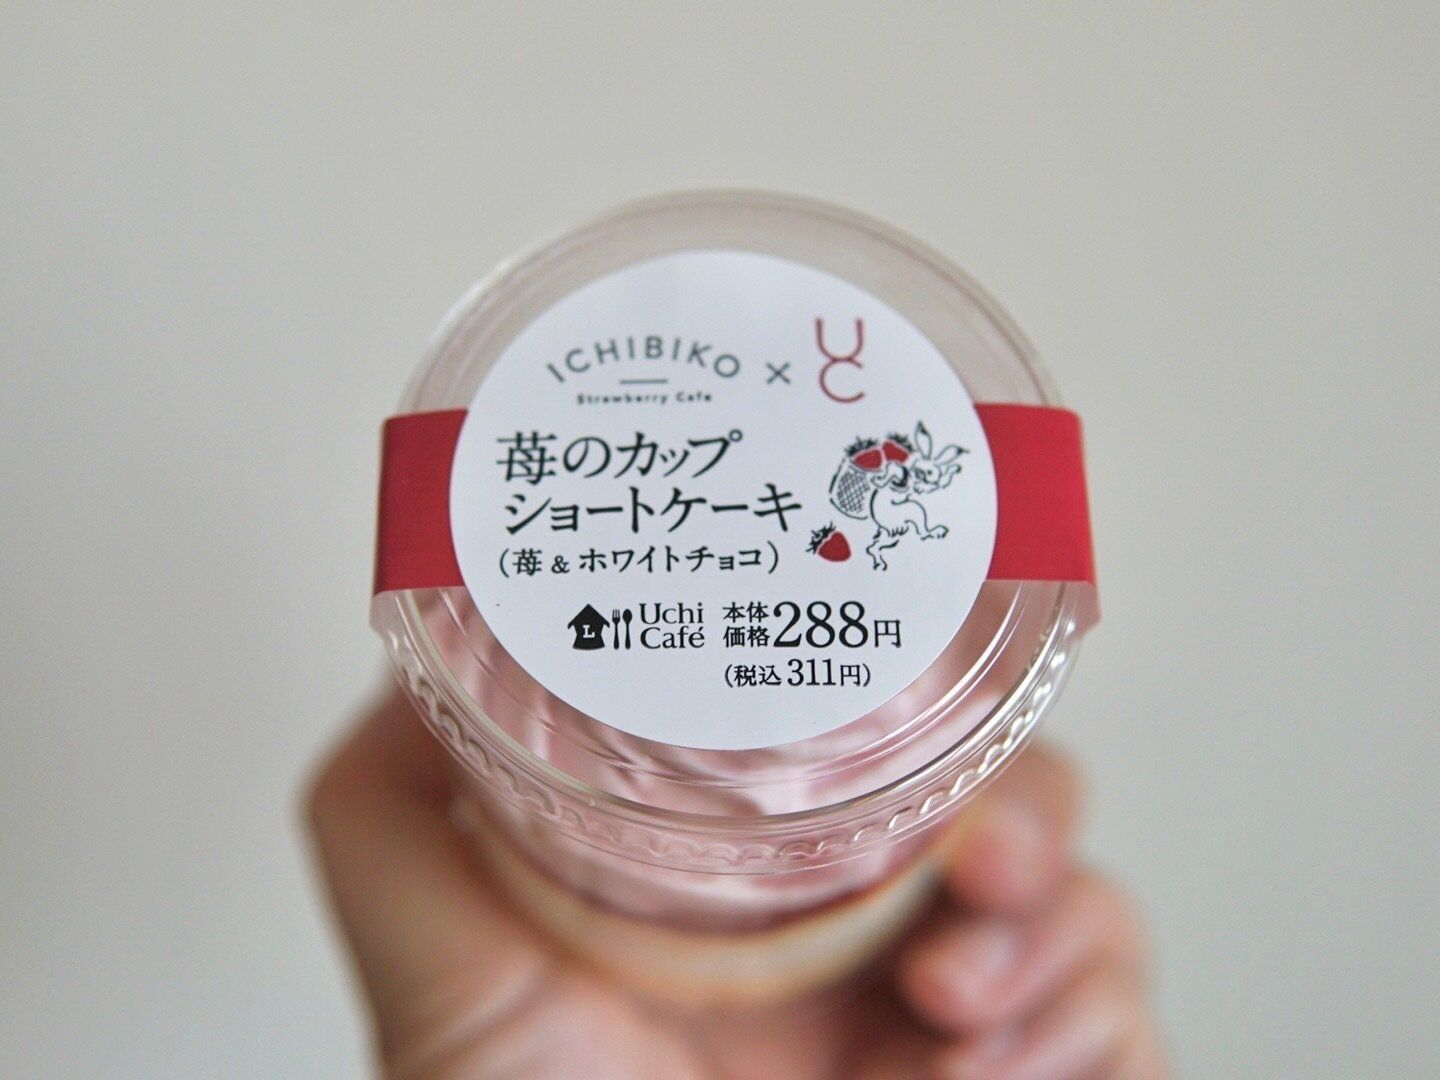 ICHIBIKO × UC
Strawberry Cafe
苺のカップ
ショートケーキ
(苺 & ホワイトチョコ)
L Uchi Café
本体価格288円
(税込311円)